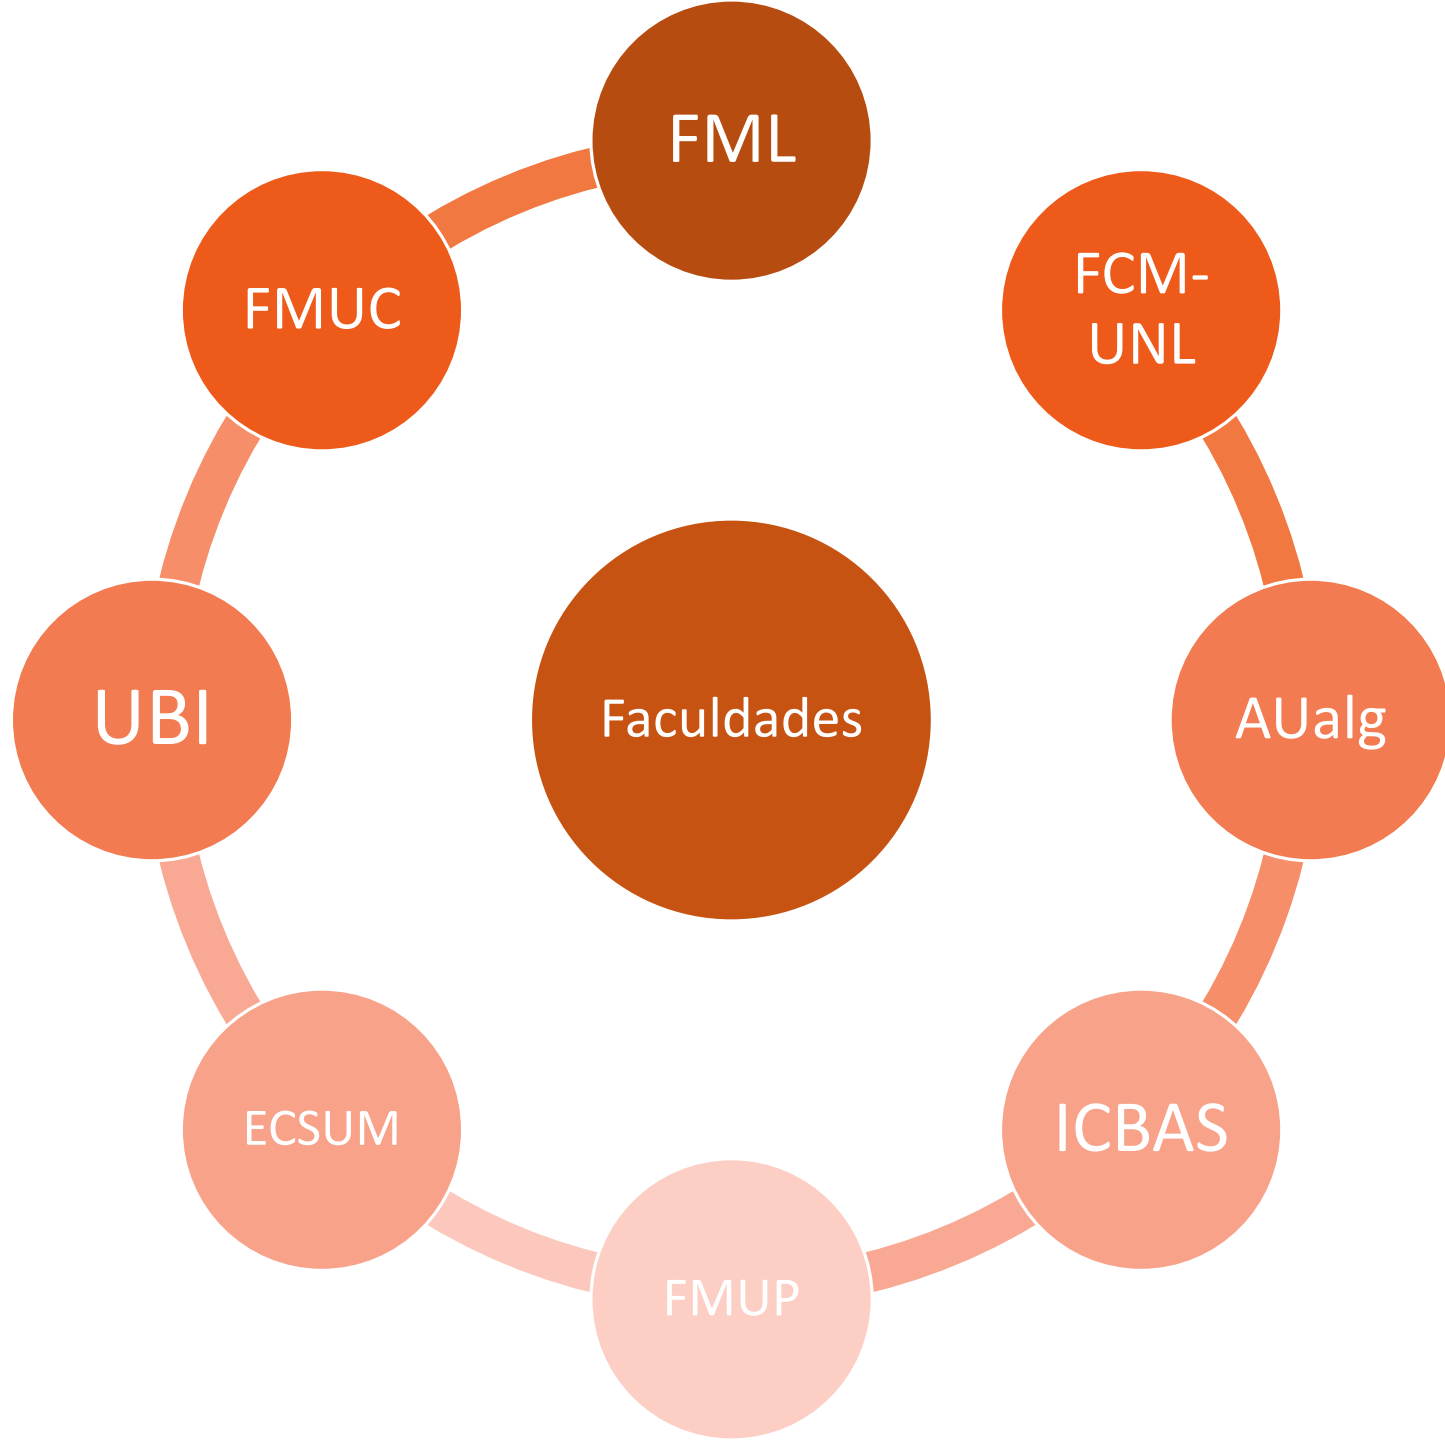 FML
FCM-
UNL
AUalg
ICBAS
FMUP
ECSUM
UBI
FMUC
Faculdades